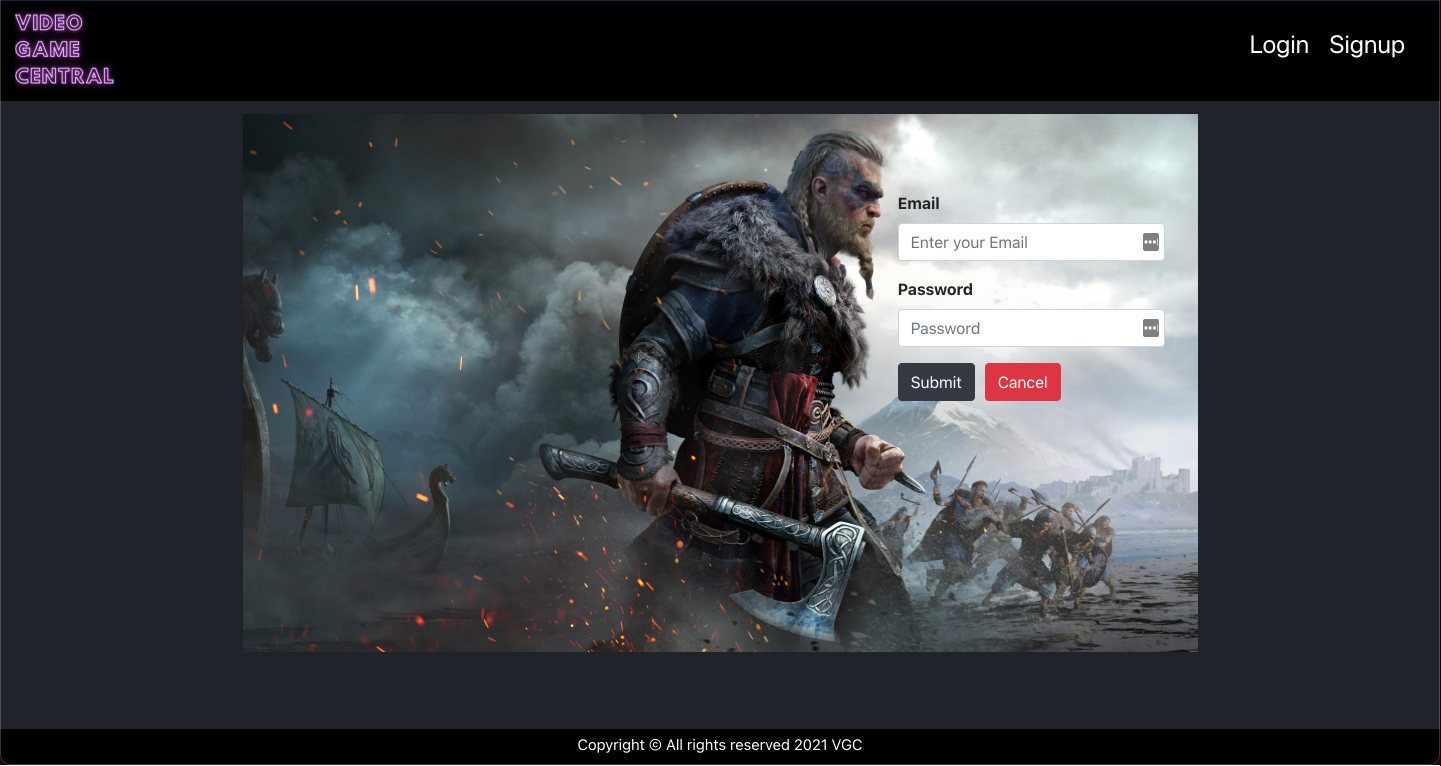 VIDEO
GAME
CENTRAL
Login Signup
Email
Enter your Email
Password
Password
Submit Cancel
Copyright © All rights reserved 2021 VGC